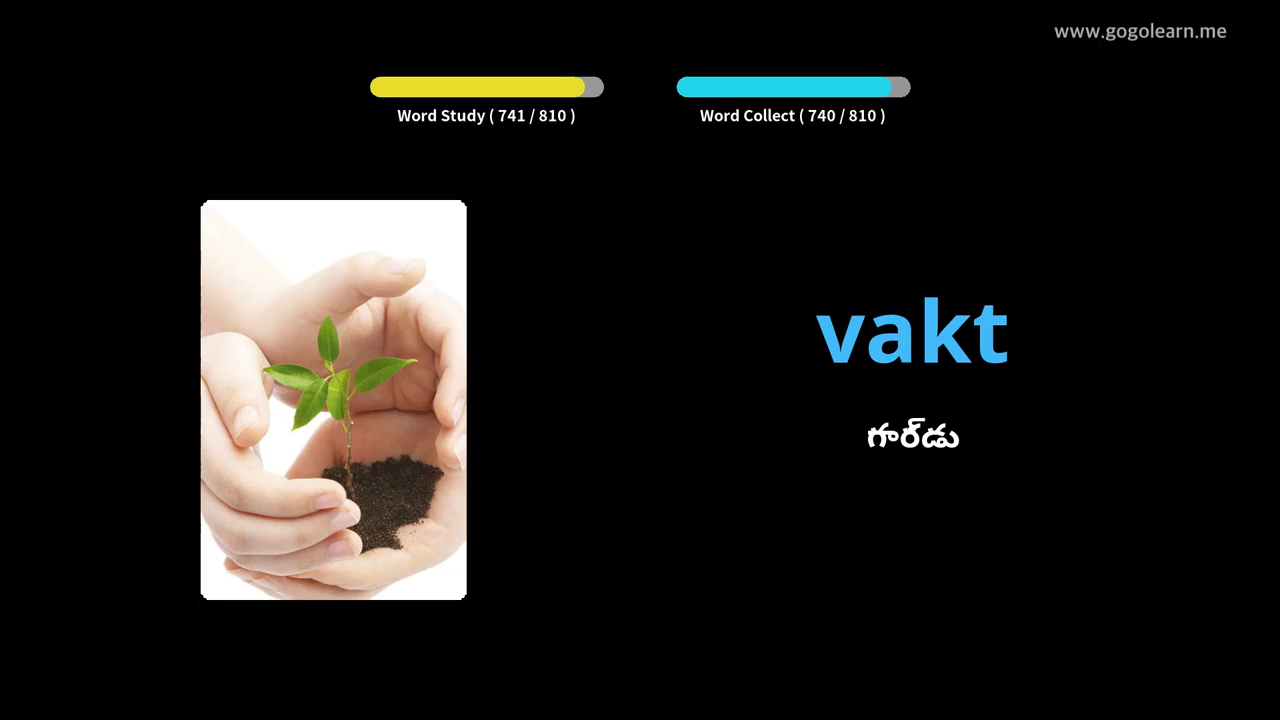 www.gogolearn.me
Word Study ( 741 / 810 )
Word Collect ( 740 / 810 )
vakt
గార్‌డు